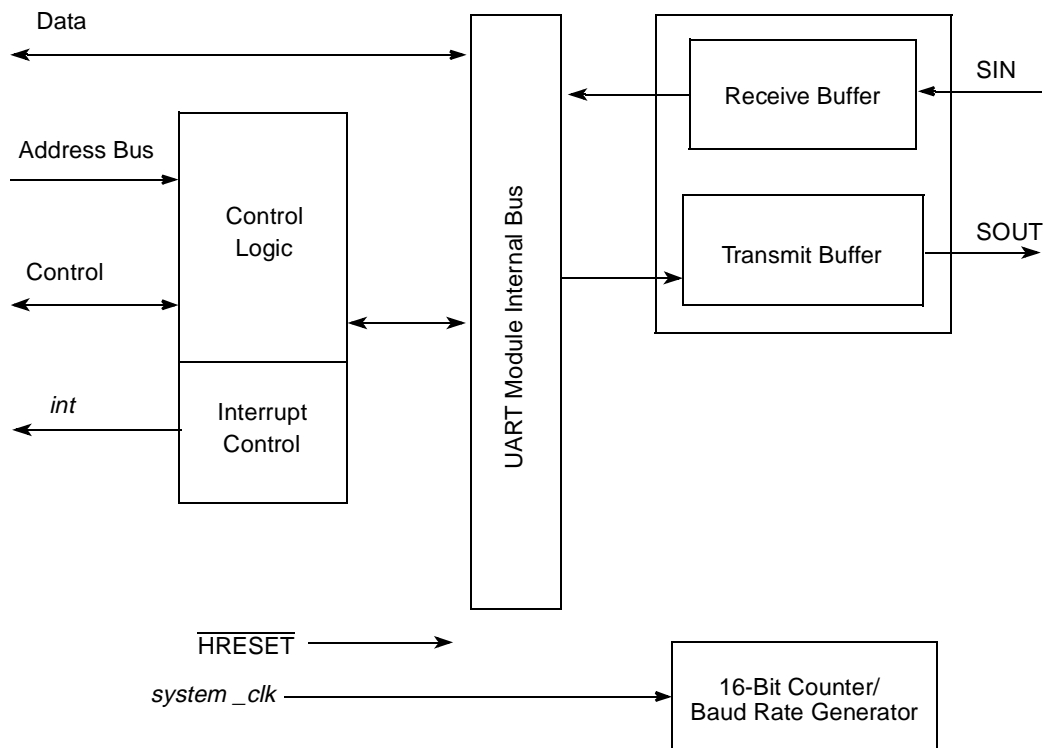 Data
SIN
Receive Buffer
Address Bus
Control
Logic
UART Module Internal Bus
SOUT
Transmit Buffer
Control
int
Interrupt
Control
HRESET
system _clk
16-Bit Counter/
Baud Rate Generator